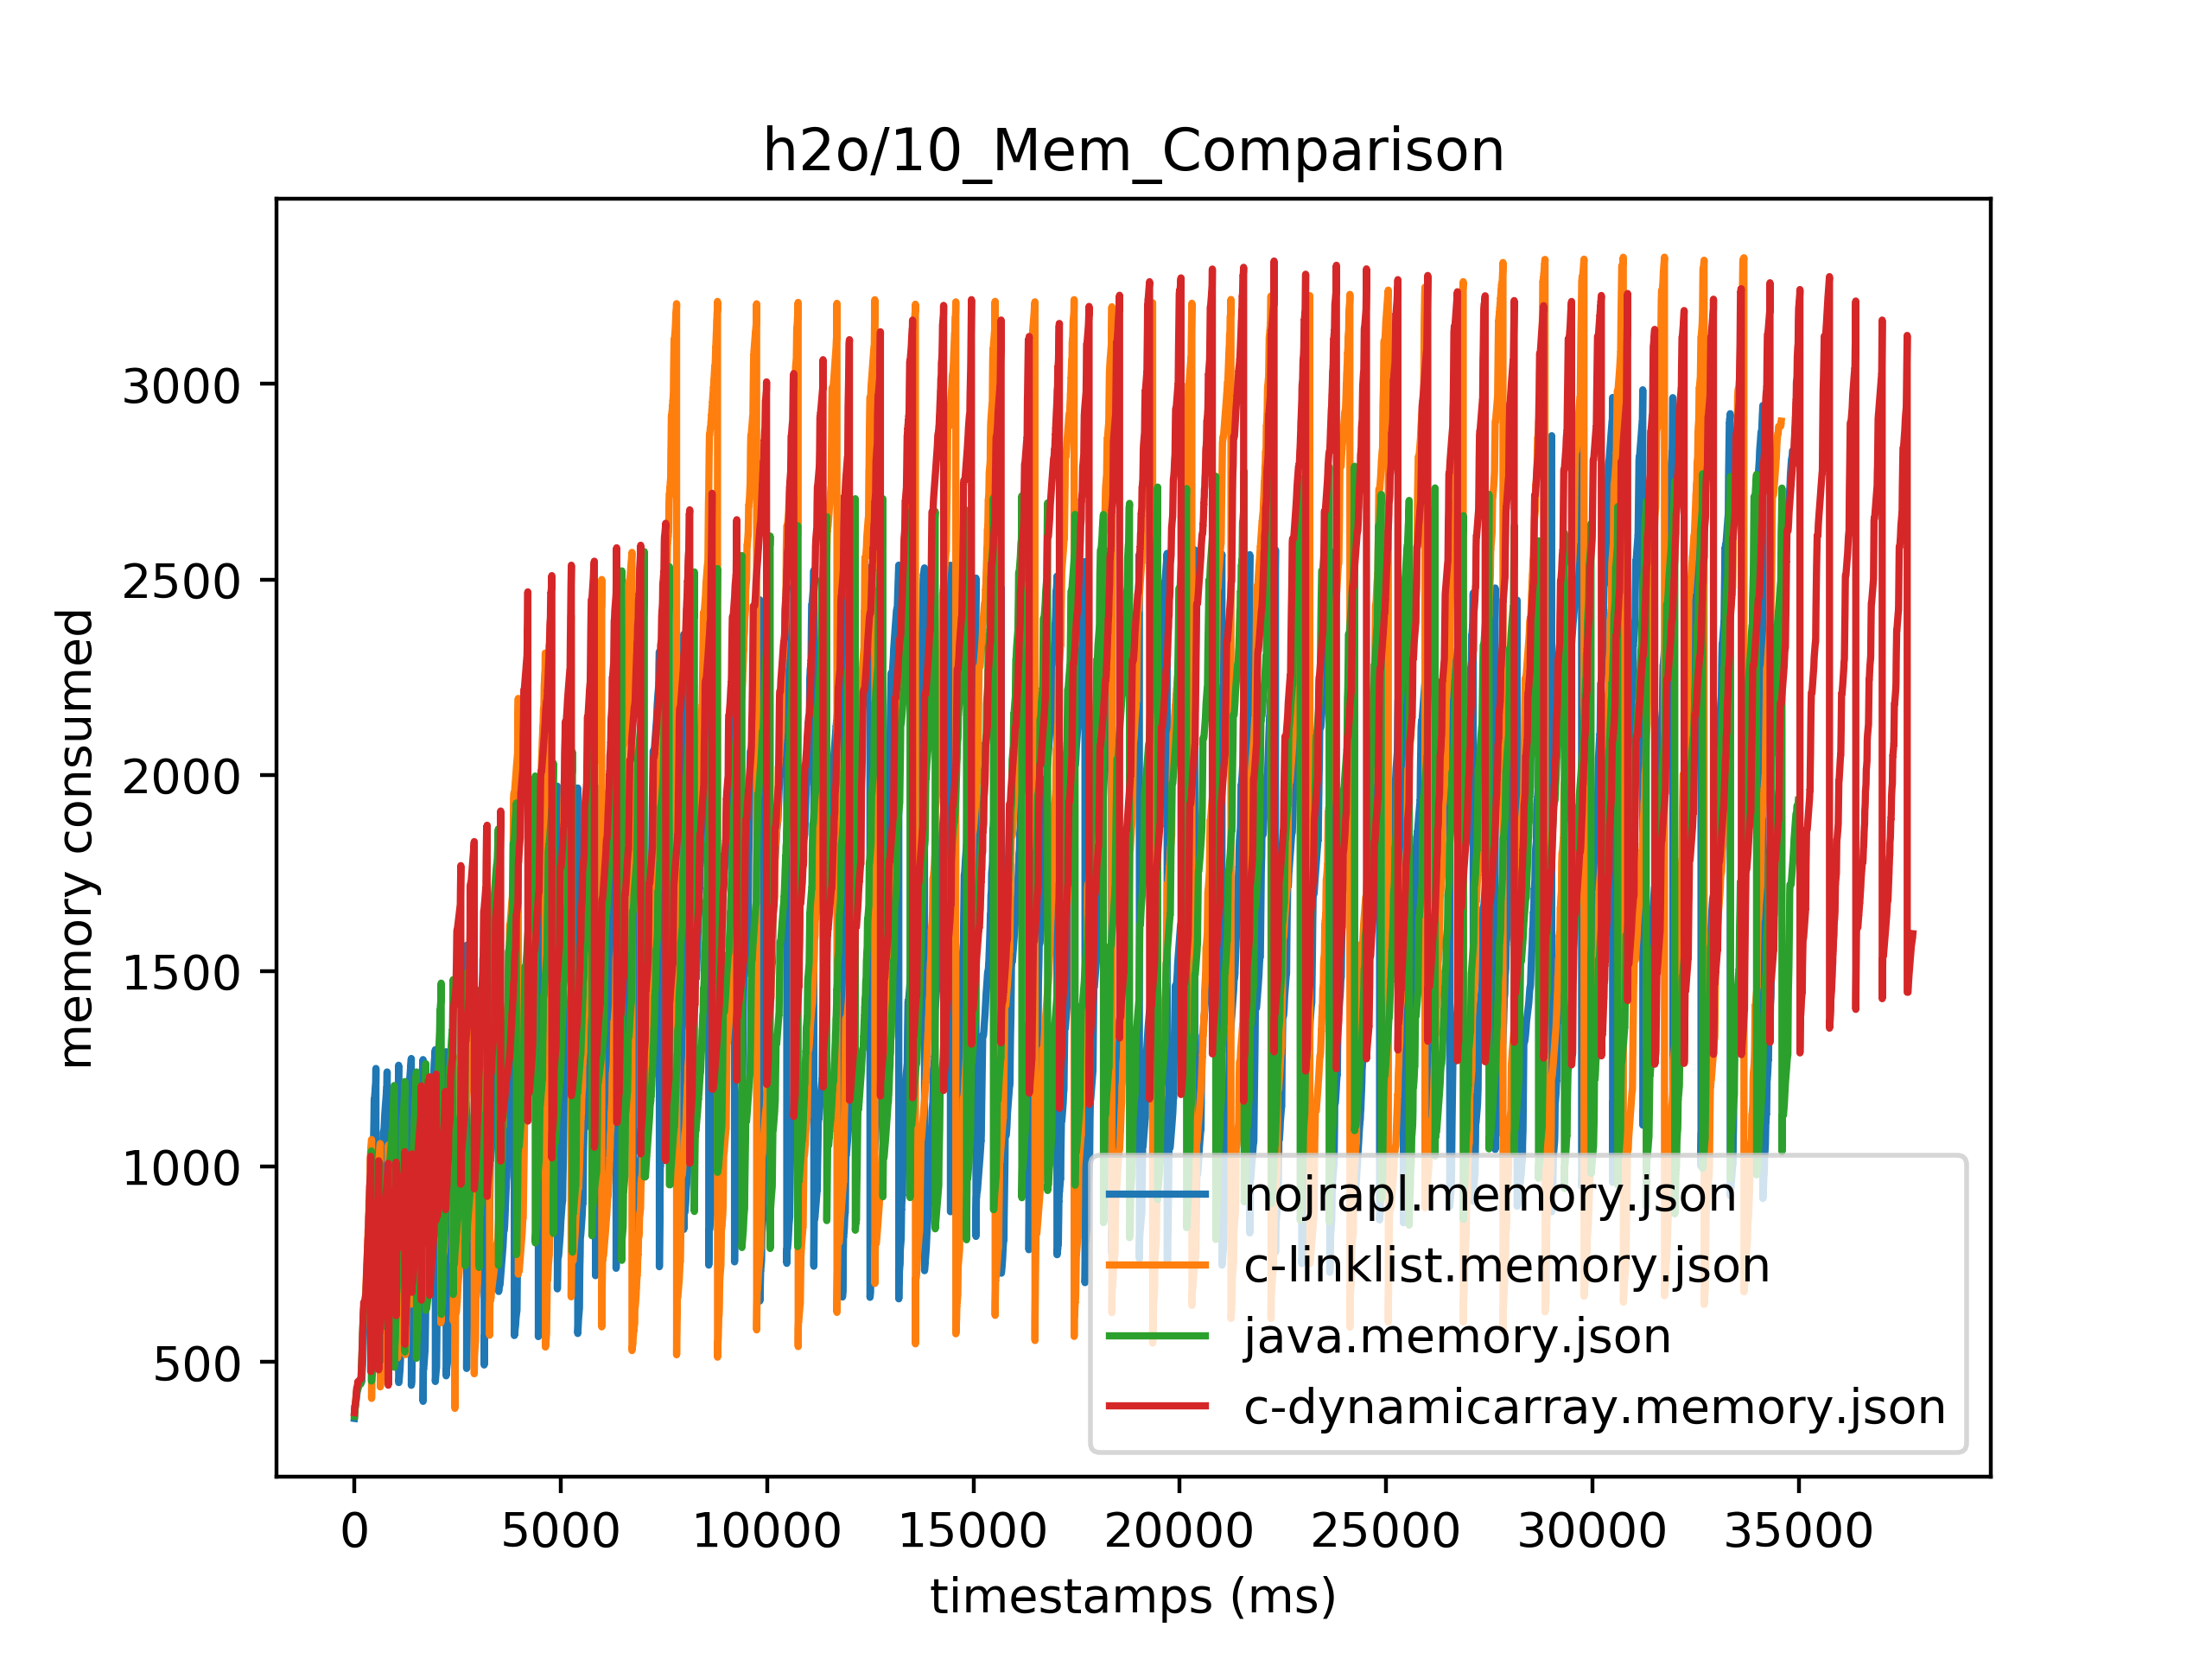 h2o/10_Mem_Comparison
memory consumed
3000
2500
2000
1500
1000
500
0 5000 10000 15000 20000 25000 30000 35000
timestamps (ms)
nojrapl.memory.json
c-linklist.memory.json
java.memory.json
c-dynamicarray.memory.json